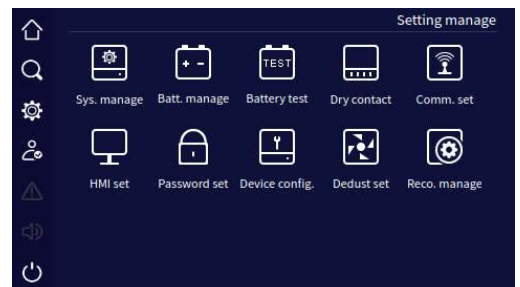 Setting manage
TEST
Sys. manage Batt. manage Battery test Dry contact Comm. set
HMI set Password set Device config. Dedust set Reco. manage